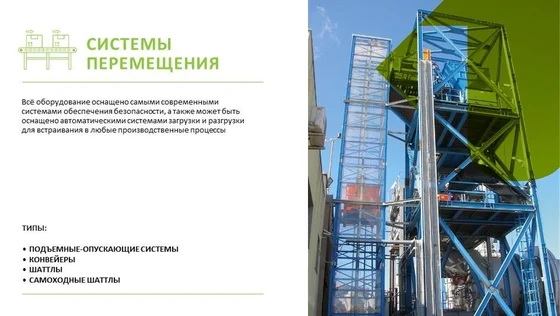 СИСТЕМЫ
ПЕРЕМЕЩЕНИЯ
Всё оборудование оснащено самыми современными
системами обеспечения безопасности, а также может быть
оснащено автоматическими системами загрузки и разгрузки
для встраивания в любые производственные процессы
ТИПЫ:
• ПОДЪЕМНЫЕ-ОПУСКАЮЩИЕ СИСТЕМЫ
• КОНВЕЙЕРЫ
• ШАТТЛЫ
• САМОХОДНЫЕ ШАТТЛЫ